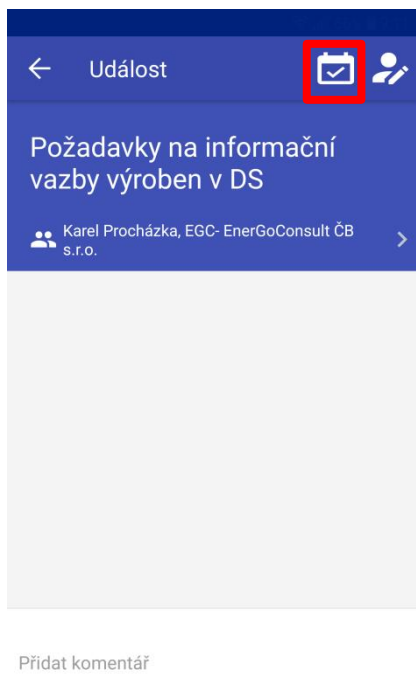 Událost
Požadavky na informační
vazby výroben v DS
Karel Procházka, EGC- EnerGoConsult ČB
s.r.o.
Přidat komentář